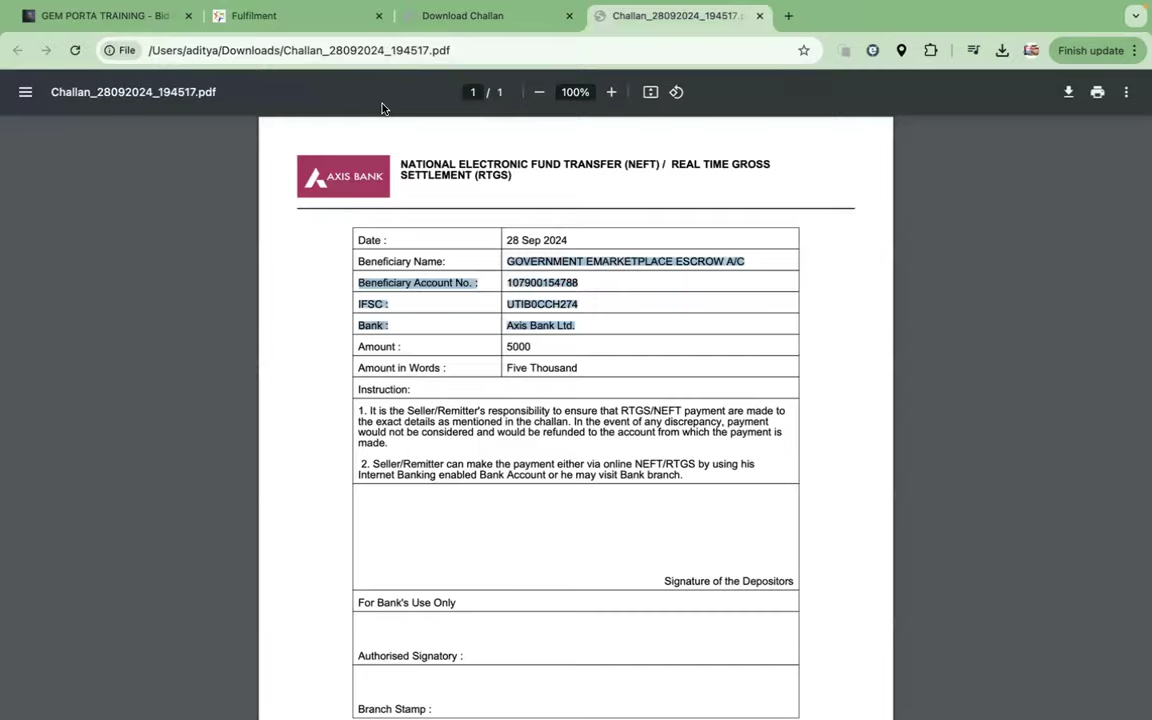 GEM PORTA TRAINING - Bid
Fulfilment
Download Challan
Challan_28092024_194517.p
File
/Users/aditya/Downloads/Challan_28092024_194517.pdf
Finish update
Challan_28092024_194517.pdf
1 / 1
100%
AXIS BANK
NATIONAL ELECTRONIC FUND TRANSFER (NEFT) / REAL TIME GROSS
SETTLEMENT (RTGS)
Date : 28 Sep 2024
Beneficiary Name: GOVERNMENT EMARKETPLACE ESCROW A/C
Beneficiary Account No. : 107900154788
IFSC : UTIB0CCH274
Bank : Axis Bank Ltd.
Amount : 5000
Amount in Words : Five Thousand
Instruction:
1. It is the Seller/Remitter's responsibility to ensure that RTGS/NEFT payment are made to
the exact details as mentioned in the challan. In the event of any discrepancy, payment
would not be considered and would be refunded to the account from which the payment is
made.
2. Seller/Remitter can make the payment either via online NEFT/RTGS by using his
Internet Banking enabled Bank Account or he may visit Bank branch.
Signature of the Depositors
For Bank's Use Only
Authorised Signatory :
Branch Stamp :